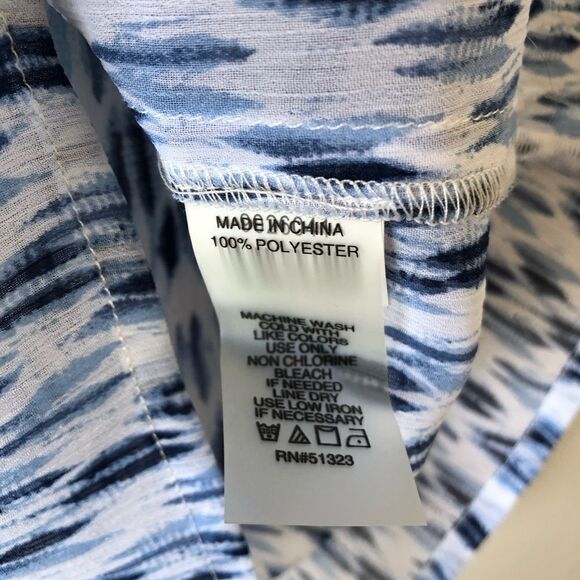 MADE IN CHINA
100% POLYESTER
MACHINE WASH
COLD WITH
LIKE COLORS
USE ONLY
NON CHLORINE
BLEACH
IF NEEDED
LINE DRY
USE LOW IRON
IF NECESSARY
RN#51323